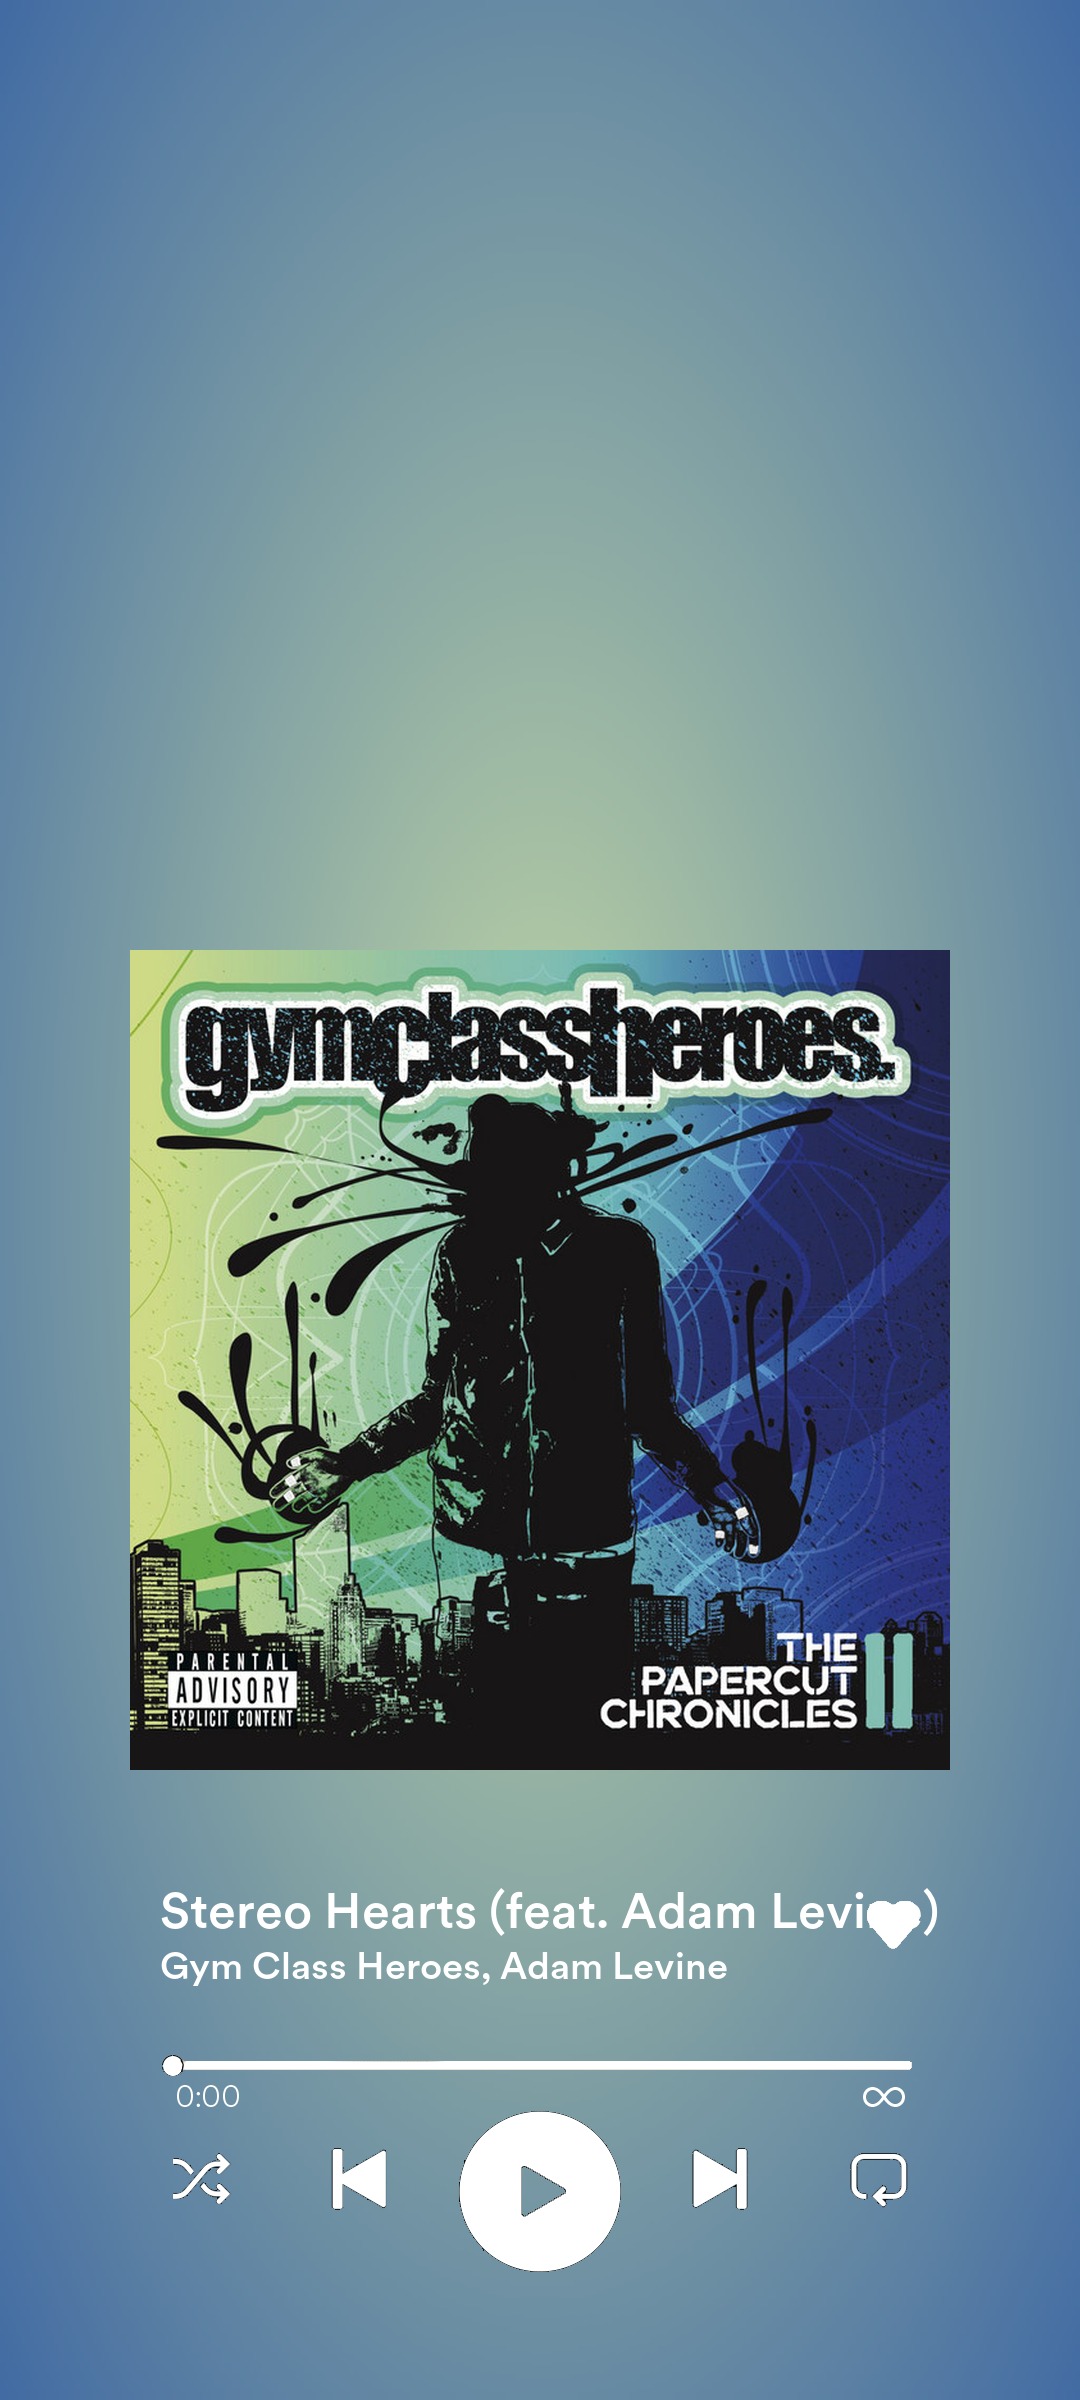 gymclassheroes.
PARENTAL
ADVISORY
EXPLICIT CONTENT
THE
PAPERCUT
CHRONICLES II
Stereo Hearts (feat. Adam Levine)
Gym Class Heroes, Adam Levine
0:00 ∞